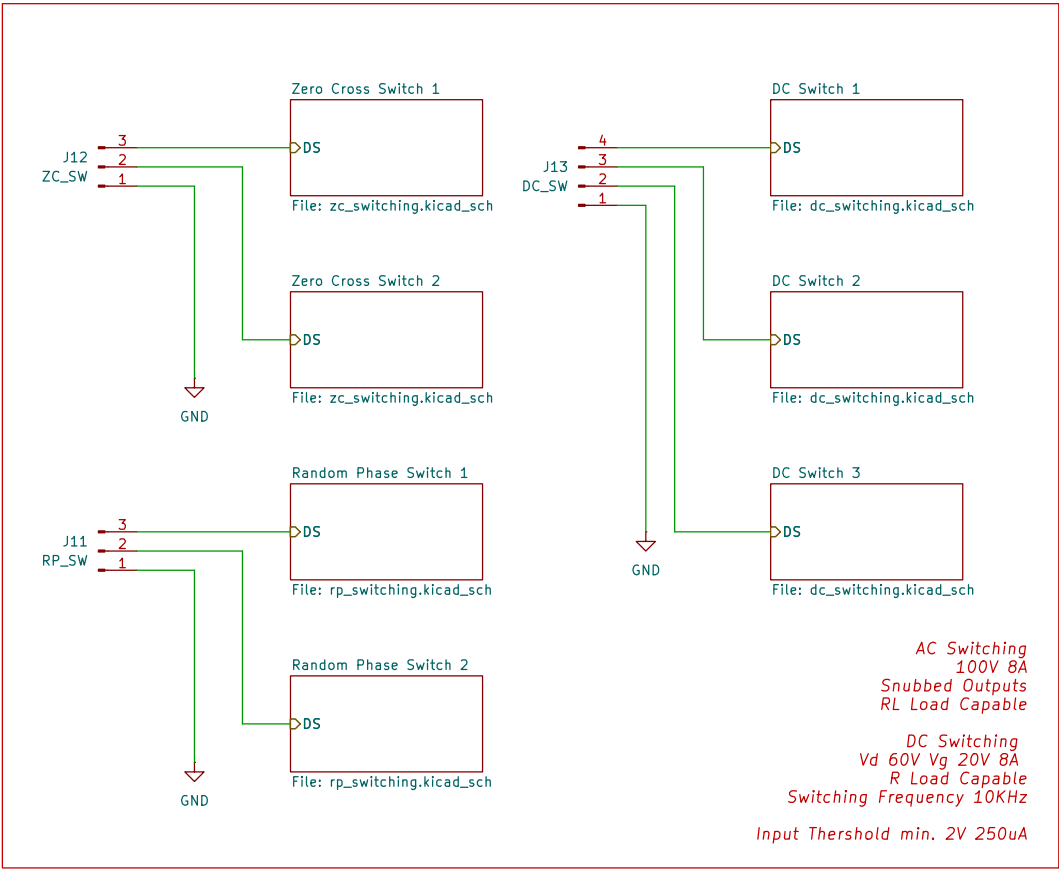 Zero Cross Switch 1
DS
File: zc_switching.kicad_sch
J12
ZC_SW
3
2
1
Zero Cross Switch 2
DS
File: zc_switching.kicad_sch
GND
Random Phase Switch 1
DS
File: rp_switching.kicad_sch
J11
RP_SW
3
2
1
Random Phase Switch 2
DS
File: rp_switching.kicad_sch
GND
DC Switch 1
DS
File: dc_switching.kicad_sch
J13
DC_SW
4
3
2
1
DC Switch 2
DS
File: dc_switching.kicad_sch
DC Switch 3
DS
File: dc_switching.kicad_sch
GND
AC Switching
100V 8A
Snubbed Outputs
RL Load Capable
DC Switching
Vd 60V Vg 20V 8A
R Load Capable
Switching Frequency 10KHz
Input Thershold min. 2V 250uA